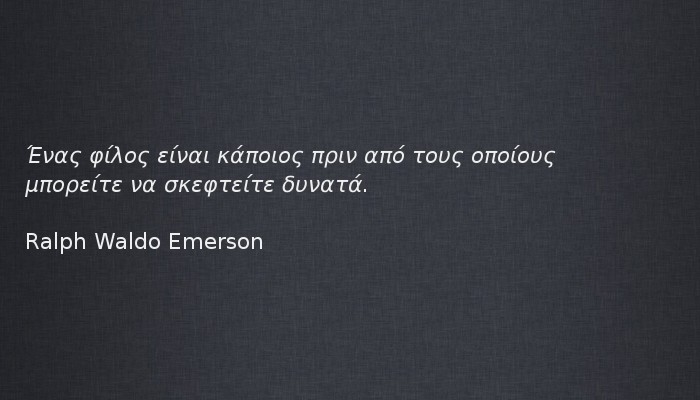 Ένας φίλος είναι κάποιος πριν από τους οποίους
μπορείτε να σκεφτείτε δυνατά.
Ralph Waldo Emerson